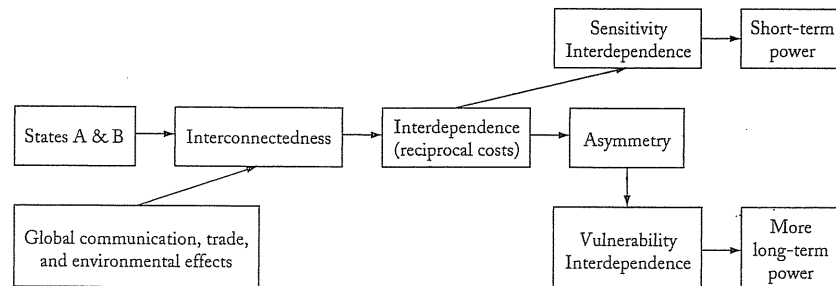 Sensitivity
Interdependence
Short-term
power
States A & B
Interconnectedness
Interdependence
(reciprocal costs)
Asymmetry
Global communication, trade,
and environmental effects
Vulnerability
Interdependence
More
long-term
power